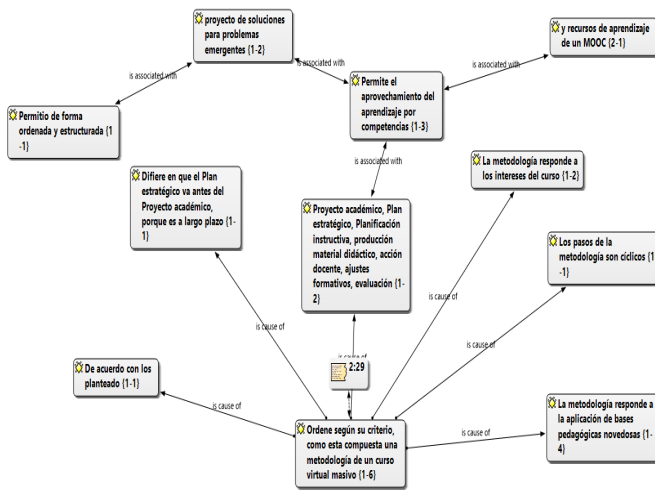 proyecto de soluciones
para problemas
emergentes {1-2}
y recursos de aprendizaje
de un MOOC {2-1}
is associated with
is associated with
is associated with
Permite el
aprovechamiento del
aprendizaje por
competencias {1-3}
Permitio de forma
ordenada y estructurada {1
-1}
is associated with
Difiere en que el Plan
estratégico va antes del
Proyecto académico,
porque es a largo plazo {1-
1}
La metodología responde a
los intereses del curso {1-2}
Proyecto académico, Plan
estratégico, Planificación
instructiva, producción
material didáctico, acción
docente, ajustes
formativos, evaluación {1-
2}
Los pasos de la
metodología son cíclicos {1
-1}
is cause of
is cause of
is cause of
is cause of
2:29
De acuerdo con los
planteado {1-1}
is cause of
Ordene según su criterio,
como esta compuesta una
metodología de un curso
virtual masivo {1-6}
is cause of
La metodología responde a
la aplicación de bases
pedagógicas novedosas {1-
4}